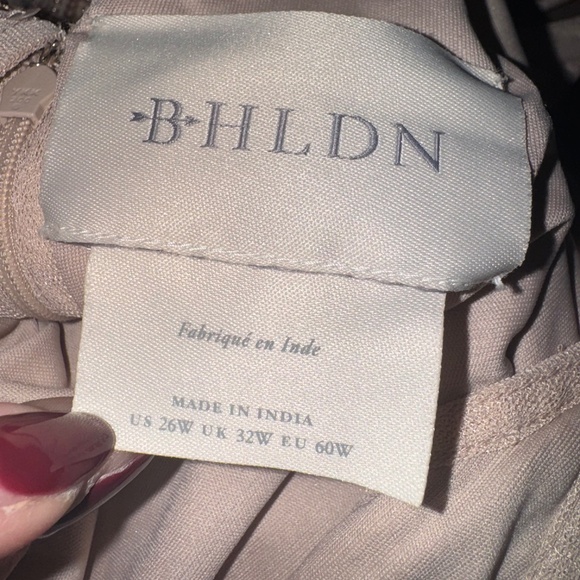 BHLDN
Fabriqué en Inde
MADE IN INDIA
US 26W UK 32W EU 60W